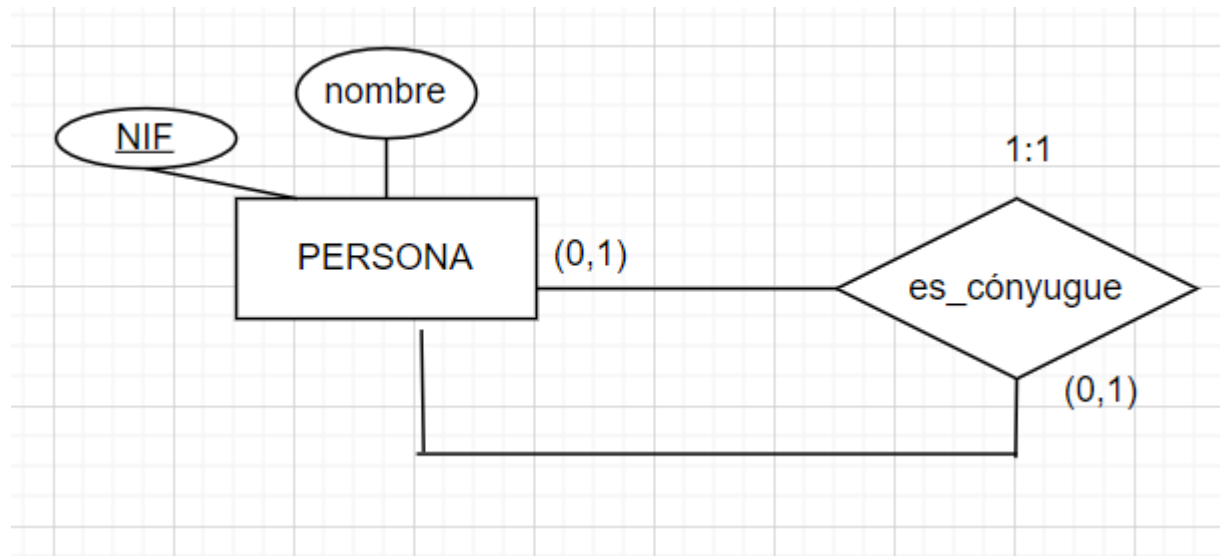 nombre
NIF
1:1
PERSONA
(0,1)
es_cónyugue
(0,1)